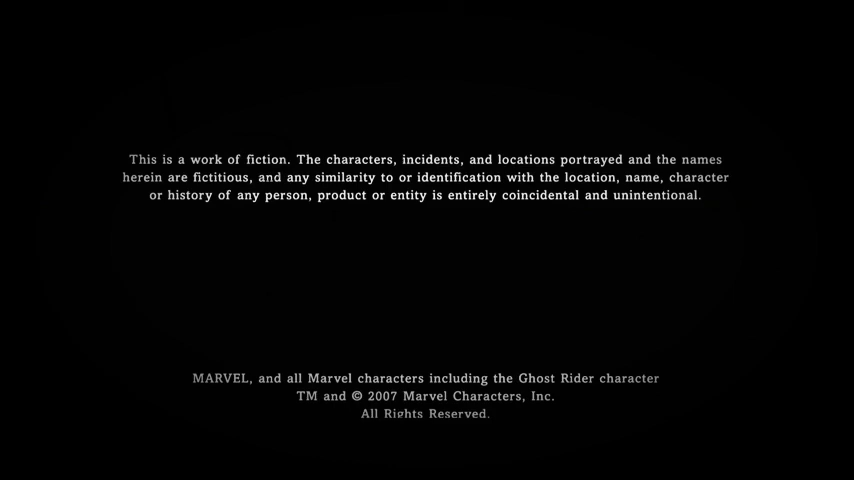 This is a work of fiction. The characters, incidents, and locations portrayed and the names
herein are fictitious, and any similarity to or identification with the location, name, character
or history of any person, product or entity is entirely coincidental and unintentional.
MARVEL, and all Marvel characters including the Ghost Rider character
TM and © 2007 Marvel Characters, Inc.
All Rights Reserved.